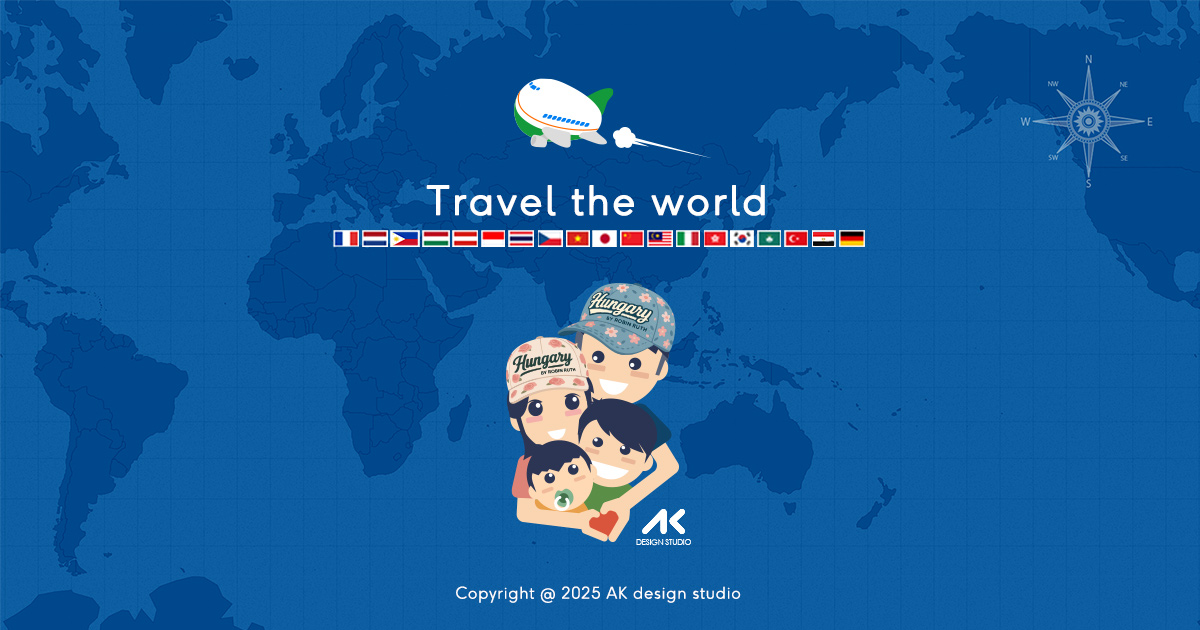 N
NW NE
W E
SW SE
S
Travel the world
Hungary
BY ROBIN RUTH
Hungary
BY ROBIN RUTH
AK
DESIGN STUDIO
Copyright @ 2025 AK design studio